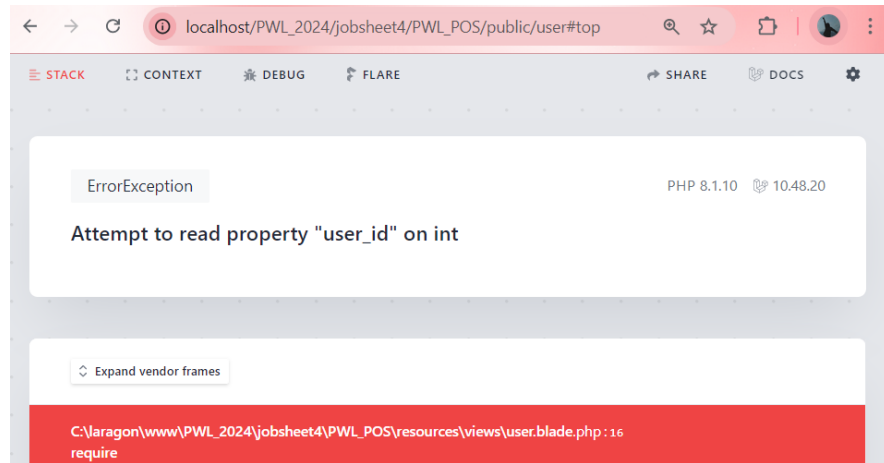 localhost/PWL_2024/jobsheet4/PWL_POS/public/user#top
STACK CONTEXT DEBUG FLARE SHARE DOCS
ErrorException PHP 8.1.10 10.48.20
Attempt to read property "user_id" on int
Expand vendor frames
C:\laragon\www\PWL_2024\jobsheet4\PWL_POS\resources\views\user.blade.php:16
require